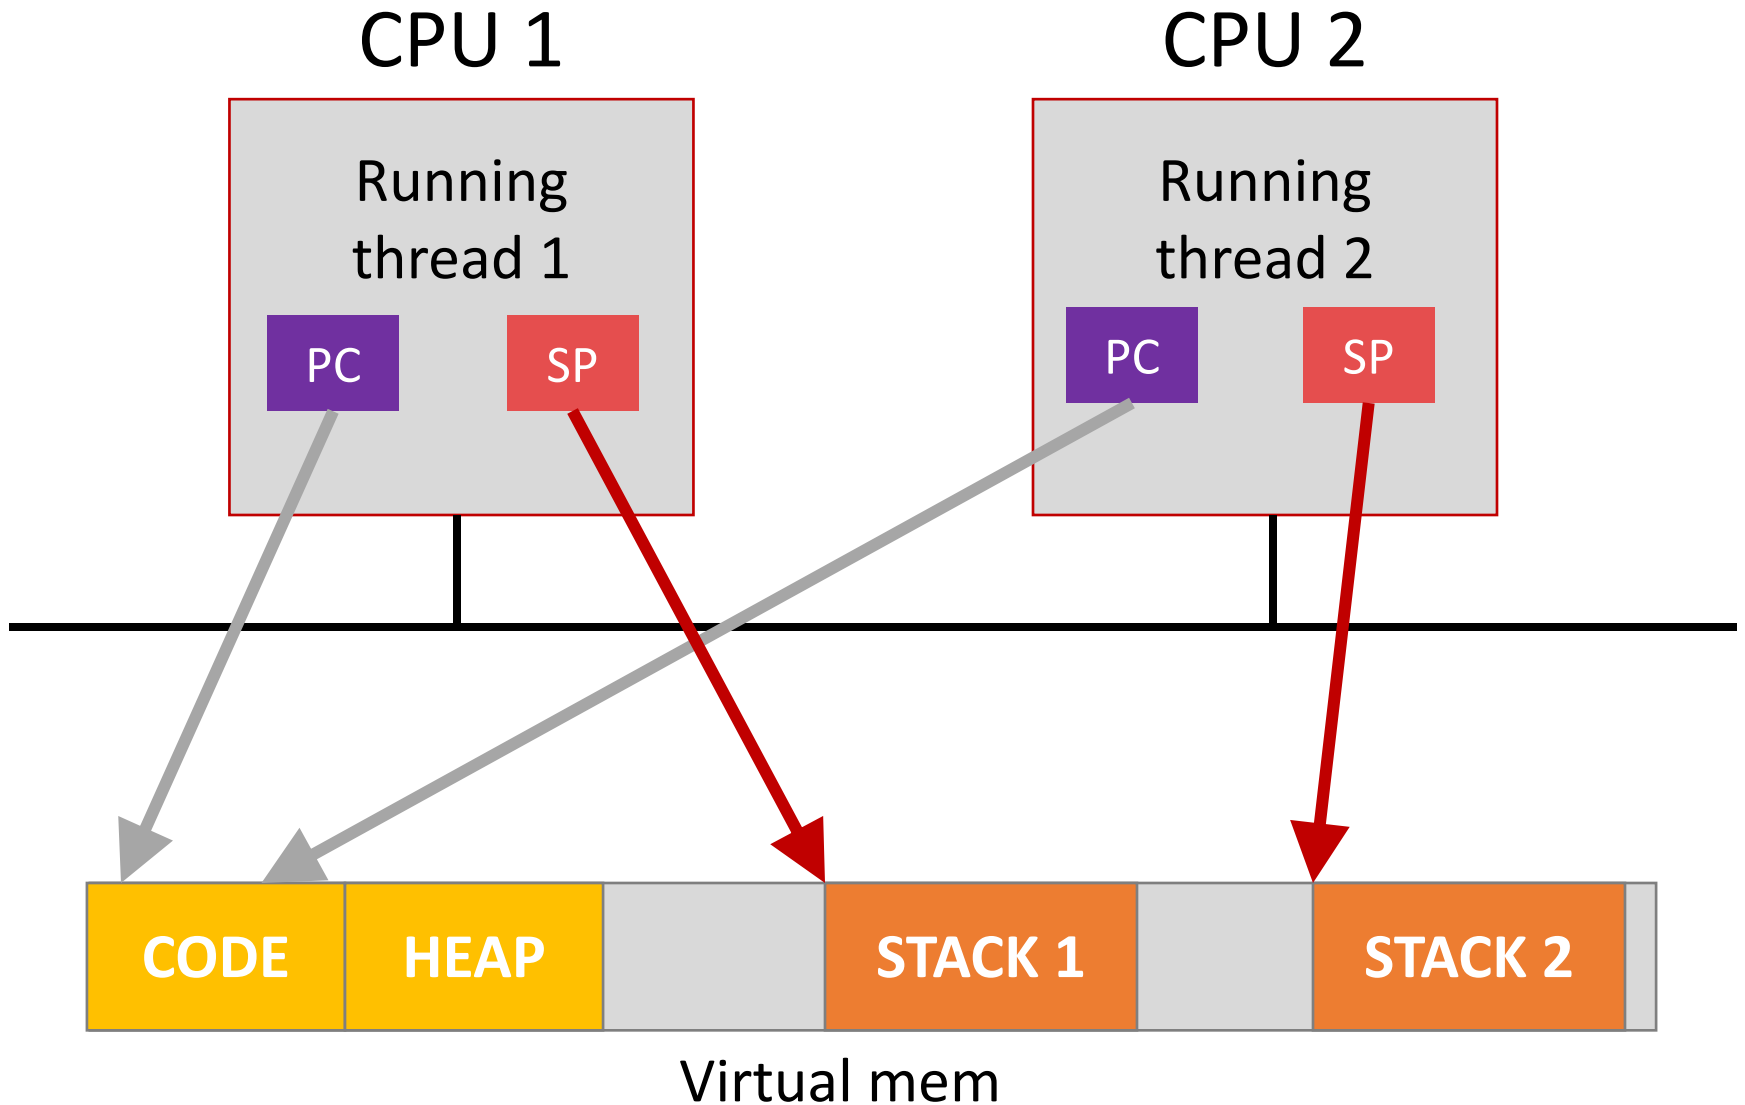 CPU 1
CPU 2
Running
thread 1
PC
SP
Running
thread 2
PC
SP
CODE
HEAP
STACK 1
STACK 2
Virtual mem